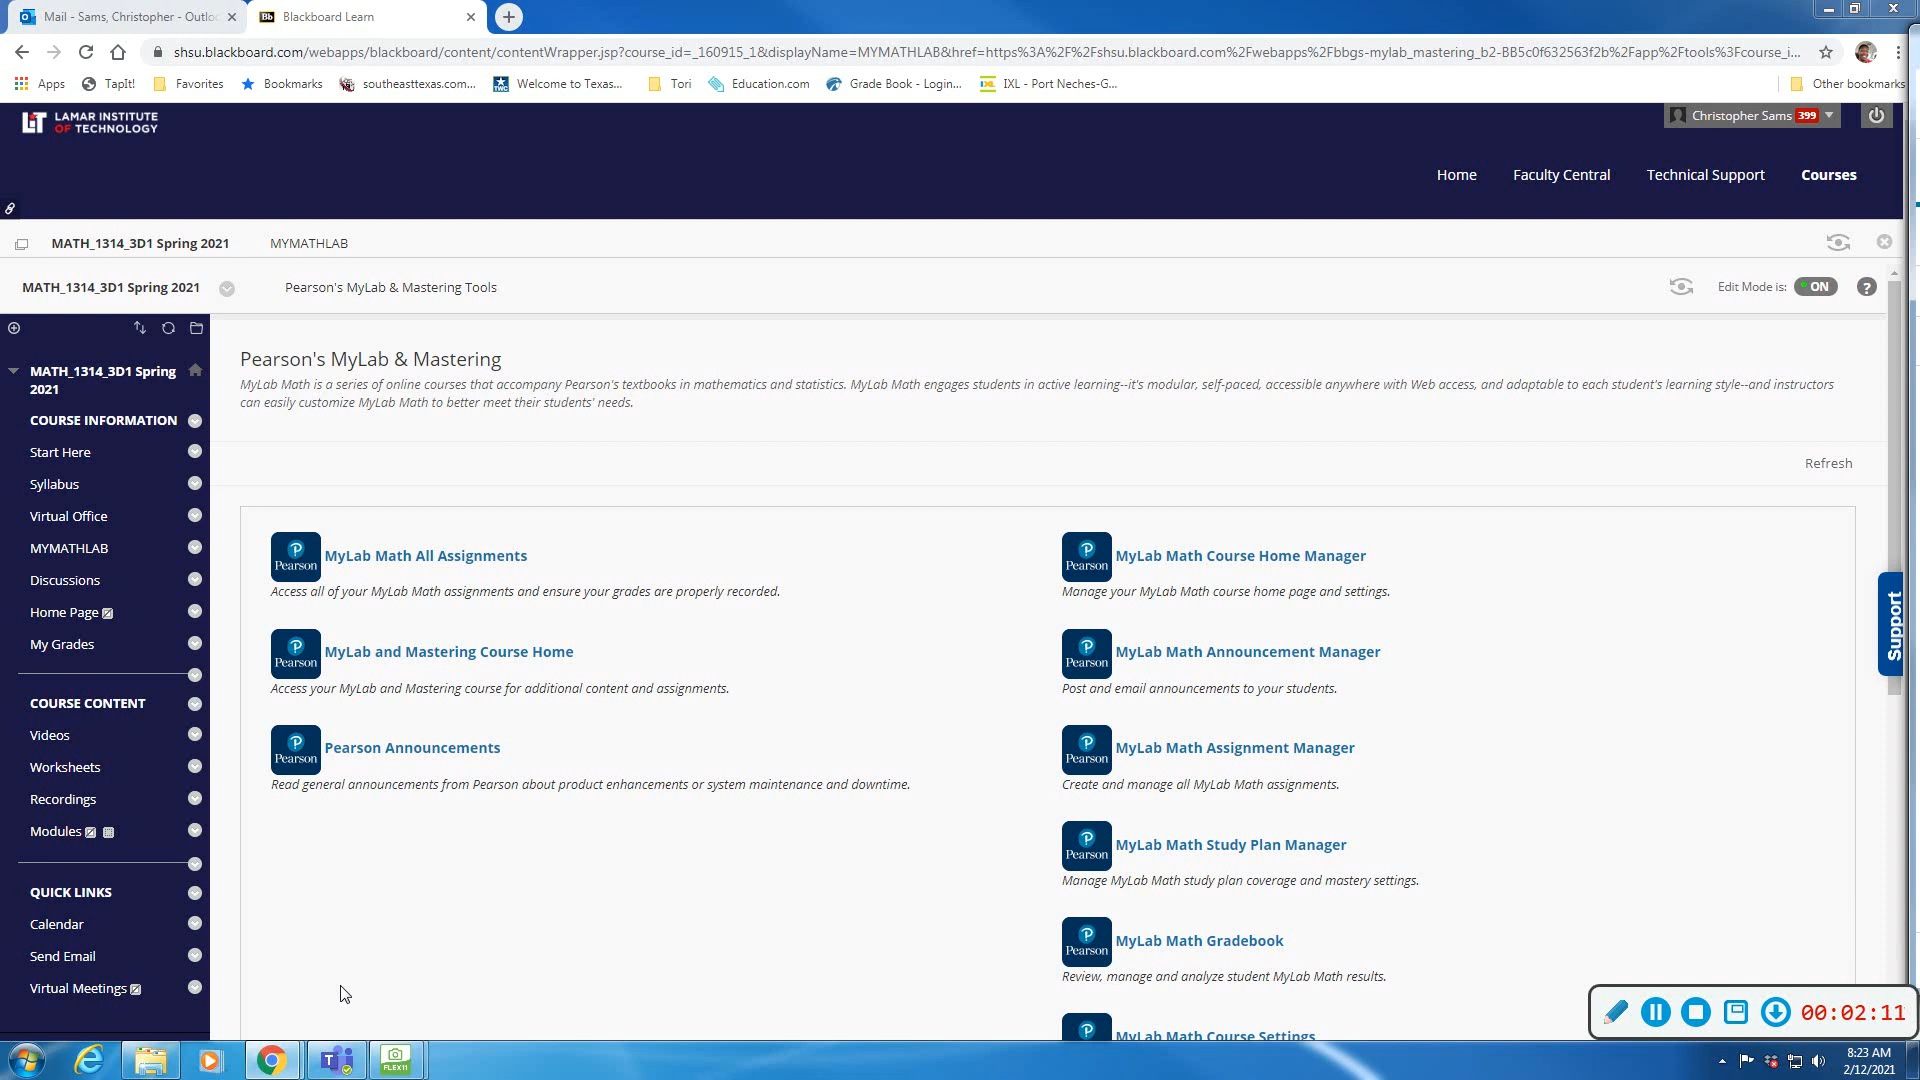 Mail - Sams, Christopher - Outlo
Blackboard Learn
shsu.blackboard.com/webapps/blackboard/content/contentWrapper.jsp?course_id=_160915_1&displayName=MYMATHLAB&href=https%3A%2F%2Fshsu.blackboard.com%2Fwebapps%2Fbbgs-mylab_mastering_b2-BB5c0f632563f2b%2Fapp%2Ftools%3Fcourse_i...
Apps TapIt! Favorites Bookmarks southeasttexas.com... Welcome to Texas... Tori Education.com Grade Book - Login... IXL - Port Neches-G... Other bookmarks
LIT LAMAR INSTITUTE
OF TECHNOLOGY
Christopher Sams 399
Home Faculty Central Technical Support Courses
MATH_1314_3D1 Spring 2021 MYMATHLAB
MATH_1314_3D1 Spring 2021 Pearson's MyLab & Mastering Tools Edit Mode is: ON ?
MATH_1314_3D1 Spring
2021
COURSE INFORMATION
Start Here
Syllabus
Virtual Office
MYMATHLAB
Discussions
Home Page
My Grades
COURSE CONTENT
Videos
Worksheets
Recordings
Modules
QUICK LINKS
Calendar
Send Email
Virtual Meetings
Pearson's MyLab & Mastering
MyLab Math is a series of online courses that accompany Pearson's textbooks in mathematics and statistics. MyLab Math engages students in active learning--it's modular, self-paced, accessible anywhere with Web access, and adaptable to each student's learning style--and instructors
can easily customize MyLab Math to better meet their students' needs.
Refresh
Pearson MyLab Math All Assignments
Access all of your MyLab Math assignments and ensure your grades are properly recorded.
Pearson MyLab and Mastering Course Home
Access your MyLab and Mastering course for additional content and assignments.
Pearson Pearson Announcements
Read general announcements from Pearson about product enhancements or system maintenance and downtime.
Pearson MyLab Math Course Home Manager
Manage your MyLab Math course home page and settings.
Pearson MyLab Math Announcement Manager
Post and email announcements to your students.
Pearson MyLab Math Assignment Manager
Create and manage all MyLab Math assignments.
Pearson MyLab Math Study Plan Manager
Manage MyLab Math study plan coverage and mastery settings.
Pearson MyLab Math Gradebook
Review, manage and analyze student MyLab Math results.
MyLab Math Course Settings
Support
00:02:11
FLEX11
8:23 AM
2/12/2021